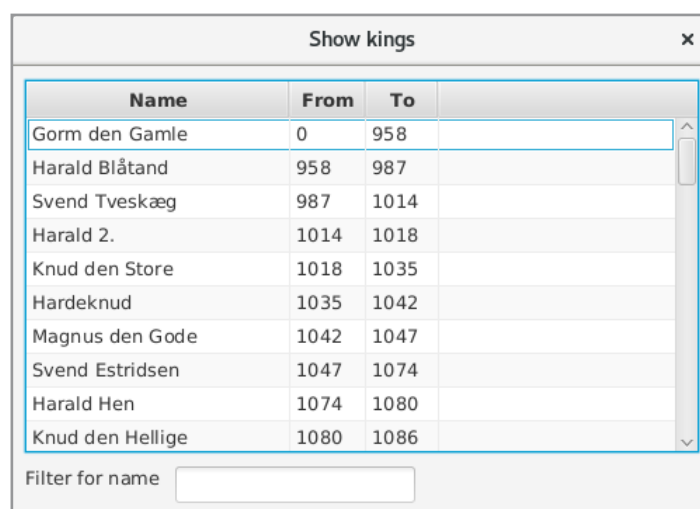 Show kings ×
Name From To
Gorm den Gamle 0 958
Harald Blåtand 958 987
Svend Tveskæg 987 1014
Harald 2. 1014 1018
Knud den Store 1018 1035
Hardeknud 1035 1042
Magnus den Gode 1042 1047
Svend Estridsen 1047 1074
Harald Hen 1074 1080
Knud den Hellige 1080 1086
Filter for name